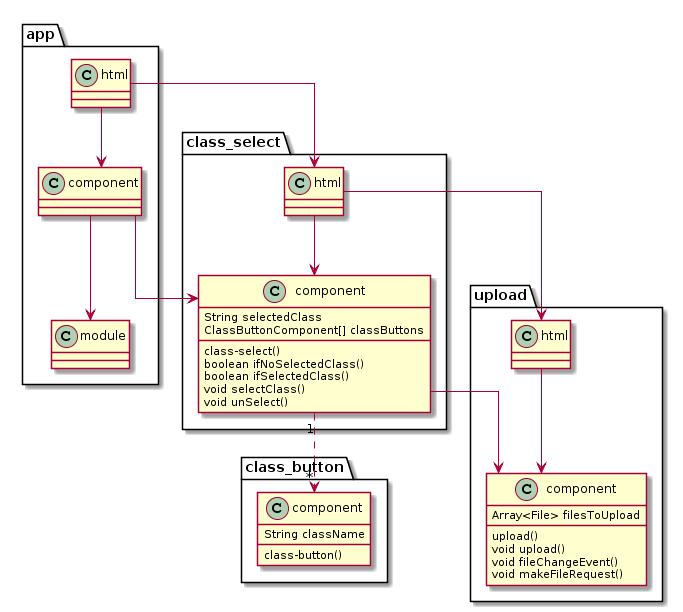 app
C html
C component
C module
class_select
C html
C component
String selectedClass
ClassButtonComponent[] classButtons
class-select()
boolean ifNoSelectedClass()
boolean ifSelectedClass()
void selectClass()
void unSelect()
1
*
class_button
C component
String className
class-button()
upload
C html
C component
Array<File> filesToUpload
upload()
void upload()
void fileChangeEvent()
void makeFileRequest()